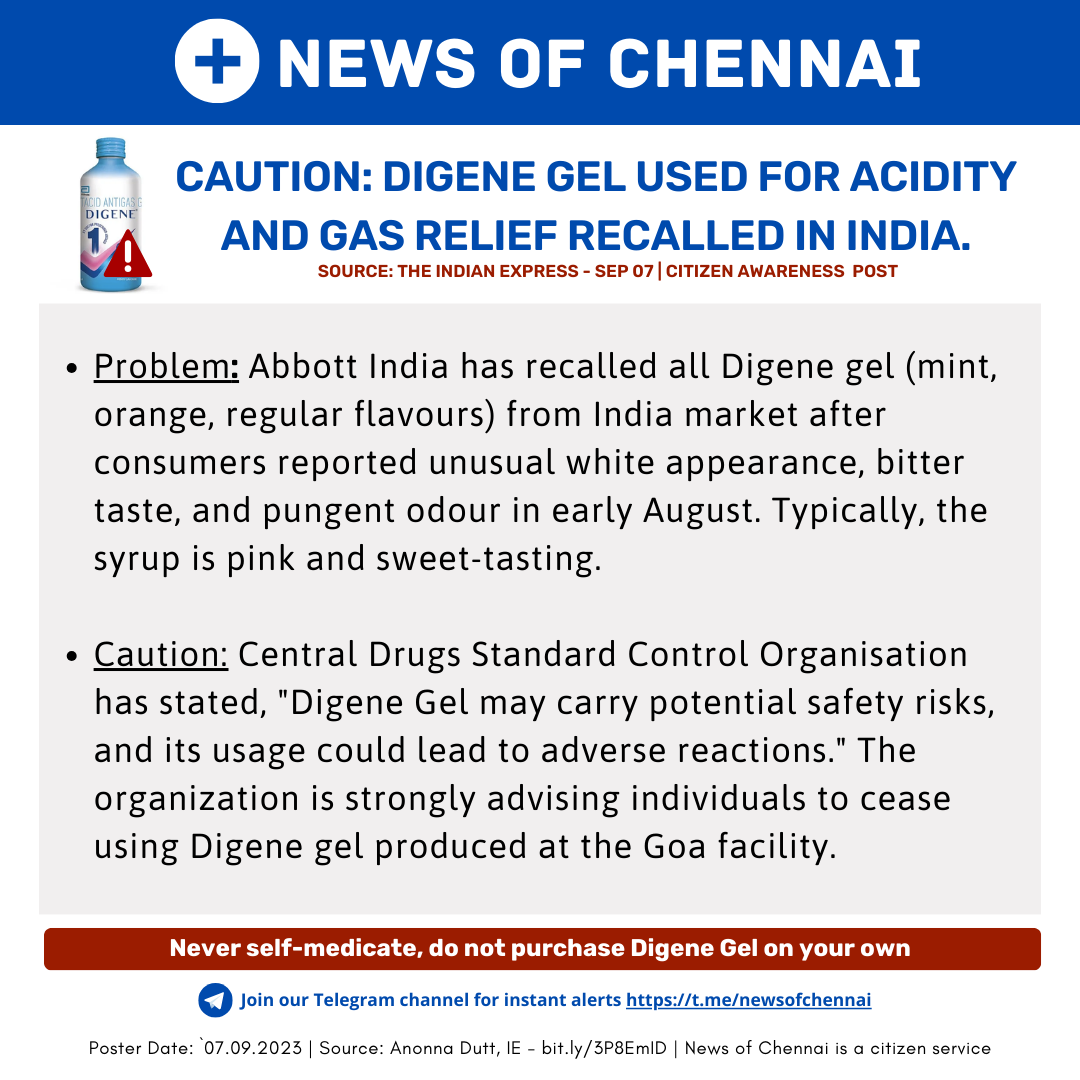 NEWS OF CHENNAI
CAUTION: DIGENE GEL USED FOR ACIDITY
AND GAS RELIEF RECALLED IN INDIA.
SOURCE: THE INDIAN EXPRESS - SEP 07 | CITIZEN AWARENESS POST
TACID ANTIGAS G
DIGENE
1
• Problem: Abbott India has recalled all Digene gel (mint,
orange, regular flavours) from India market after
consumers reported unusual white appearance, bitter
taste, and pungent odour in early August. Typically, the
syrup is pink and sweet-tasting.
• Caution: Central Drugs Standard Control Organisation
has stated, "Digene Gel may carry potential safety risks,
and its usage could lead to adverse reactions." The
organization is strongly advising individuals to cease
using Digene gel produced at the Goa facility.
Never self-medicate, do not purchase Digene Gel on your own
Join our Telegram channel for instant alerts https://t.me/newsofchennai
Poster Date: `07.09.2023 | Source: Anonna Dutt, IE - bit.ly/3P8EmlD | News of Chennai is a citizen service